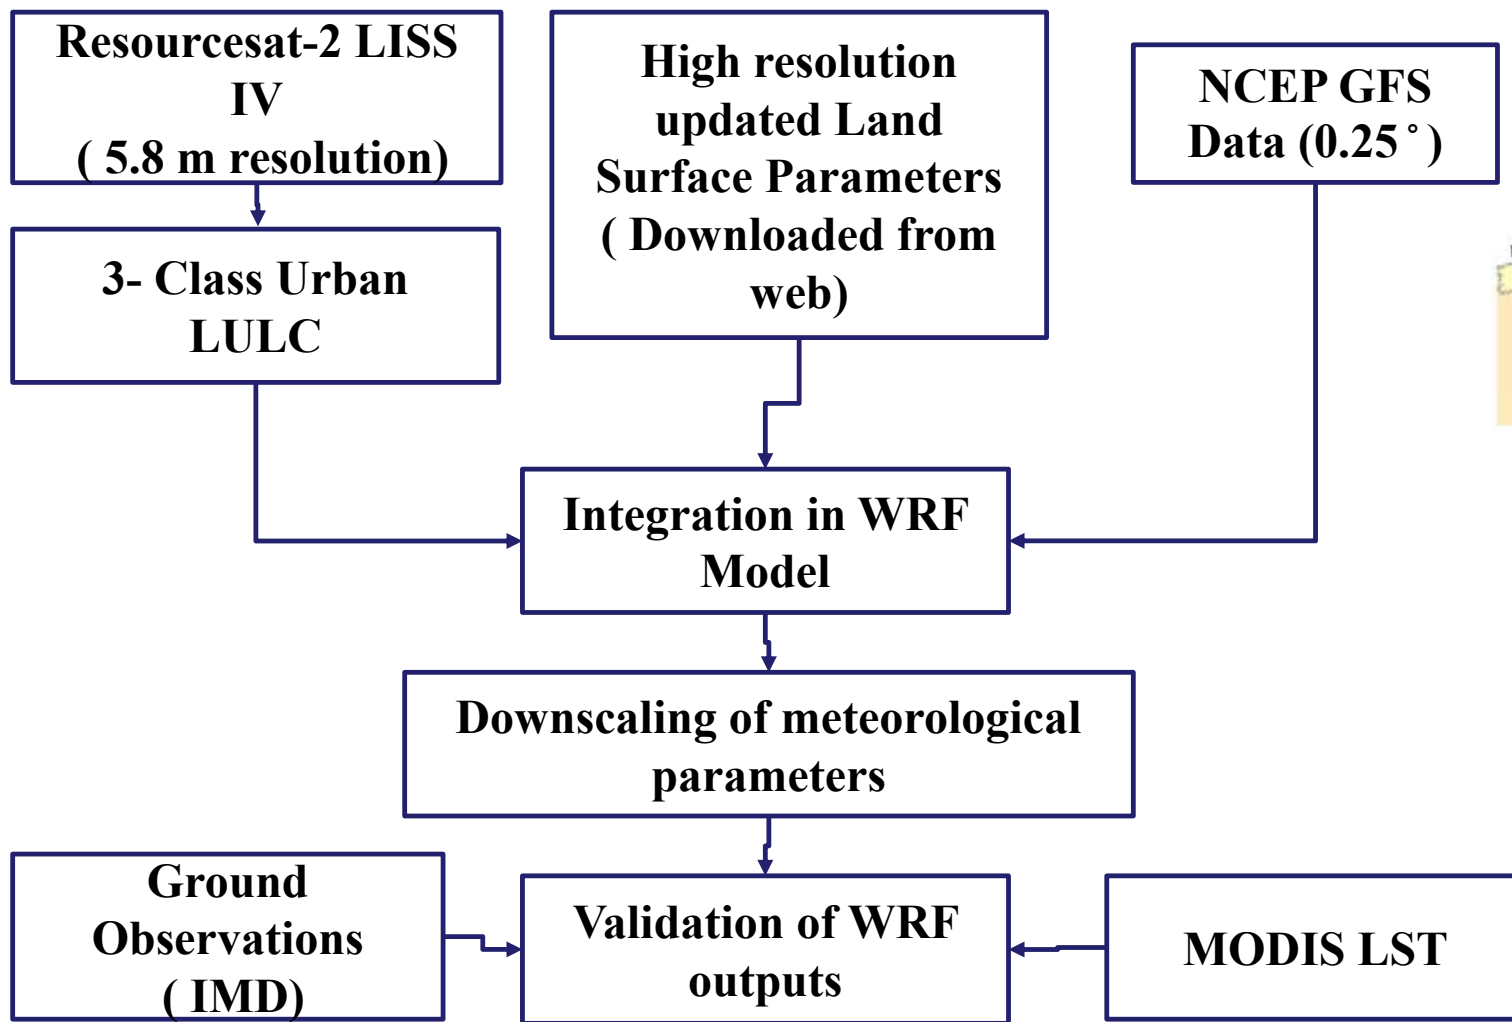 Resourcesat-2 LISS
IV
( 5.8 m resolution)
High resolution
updated Land
Surface Parameters
( Downloaded from
web)
NCEP GFS
Data (0.25°)
3- Class Urban
LULC
Integration in WRF
Model
Downscaling of meteorological
parameters
Ground
Observations
( IMD)
Validation of WRF
outputs
MODIS LST